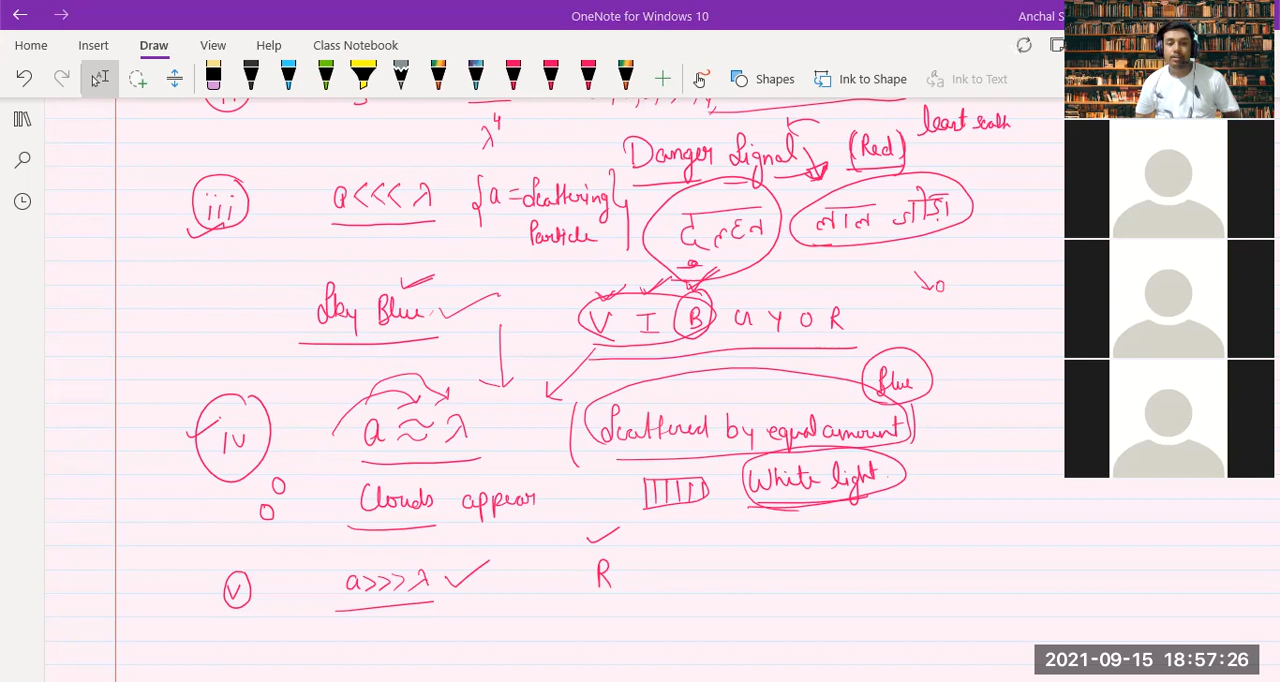 OneNote for Windows 10
Anchal S
Home Insert Draw View Help Class Notebook
Shapes Ink to Shape Ink to Text
λ⁴
least scatt
Danger Signal (Red)
iii a<<< λ {a = Scattering Particle}
Sky Blue V I B G Y O R
Blue
iv a ≈ λ (Scattered by equal amount)
Clouds appear White light
v a>>> λ R
2021-09-15 18:57:26